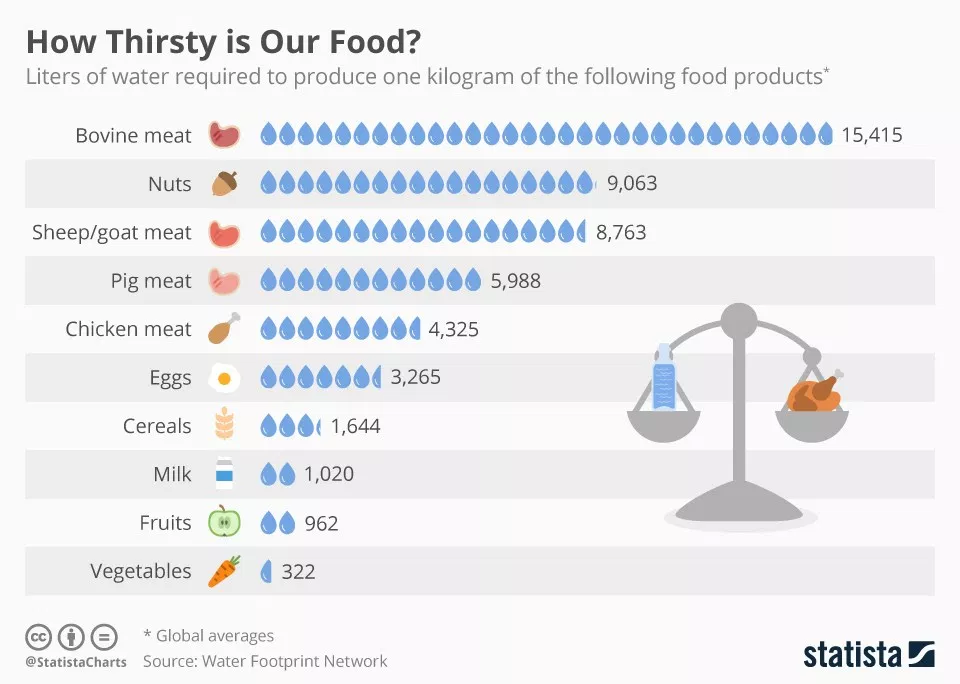 How Thirsty is Our Food?
Liters of water required to produce one kilogram of the following food products*
Bovine meat 15,415
Nuts 9,063
Sheep/goat meat 8,763
Pig meat 5,988
Chicken meat 4,325
Eggs 3,265
Cereals 1,644
Milk 1,020
Fruits 962
Vegetables 322
cc
* Global averages
@StatistaCharts Source: Water Footprint Network
statista